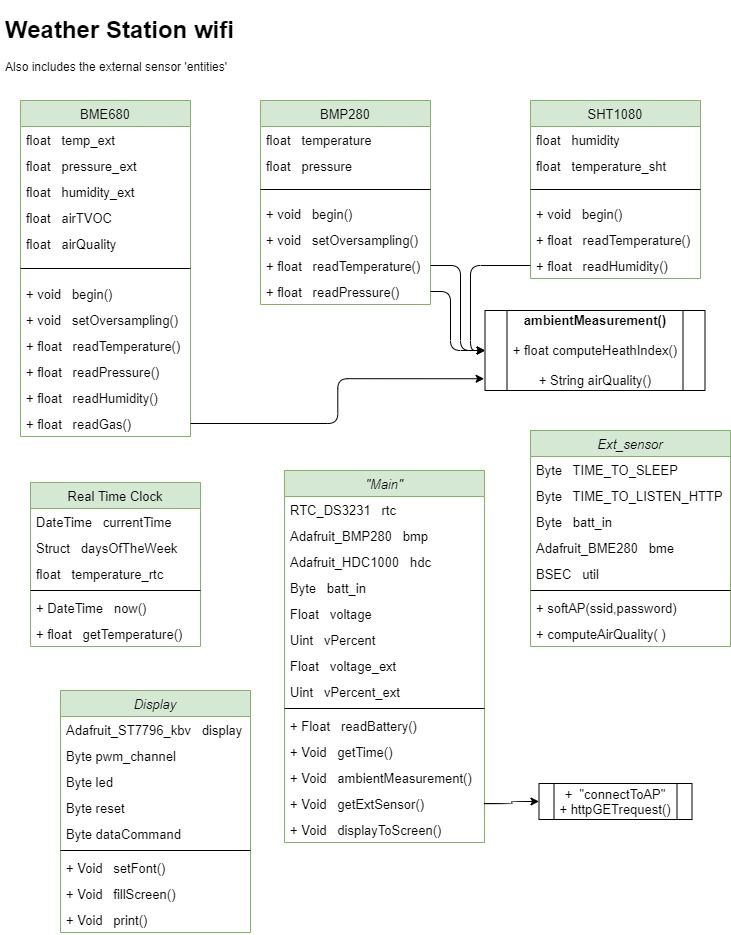 Weather Station wifi
Also includes the external sensor 'entities'
BME680
float temp_ext
float pressure_ext
float humidity_ext
float airTVOC
float airQuality
+ void begin()
+ void setOversampling()
+ float readTemperature()
+ float readPressure()
+ float readHumidity()
+ float readGas()
BMP280
float temperature
float pressure
+ void begin()
+ void setOversampling()
+ float readTemperature()
+ float readPressure()
SHT1080
float humidity
float temperature_sht
+ void begin()
+ float readTemperature()
+ float readHumidity()
ambientMeasurement()
+ float computeHeathIndex()
+ String airQuality()
Real Time Clock
DateTime currentTime
Struct daysOfTheWeek
float temperature_rtc
+ DateTime now()
+ float getTemperature()
"Main"
RTC_DS3231 rtc
Adafruit_BMP280 bmp
Adafruit_HDC1000 hdc
Byte batt_in
Float voltage
Uint vPercent
Float voltage_ext
Uint vPercent_ext
+ Float readBattery()
+ Void getTime()
+ Void ambientMeasurement()
+ Void getExtSensor()
+ Void displayToScreen()
Ext_sensor
Byte TIME_TO_SLEEP
Byte TIME_TO_LISTEN_HTTP
Byte batt_in
Adafruit_BME280 bme
BSEC util
+ softAP(ssid,password)
+ computeAirQuality( )
Display
Adafruit_ST7796_kbv display
Byte pwm_channel
Byte led
Byte reset
Byte dataCommand
+ Void setFont()
+ Void fillScreen()
+ Void print()
+ "connectToAP"
+ httpGETrequest()